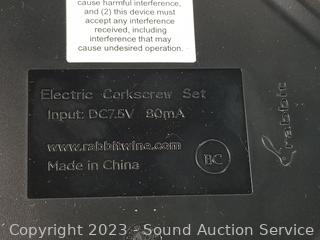 cause harmful interference,
and (2) this device must
accept any interference
received, including
interference that may
cause undesired operation.
Electric Corkscrew Set
Input: DC7.5V 80mA
www.rabbitwine.com
Made in China
BC
rabbit
Copyright 2023 - Sound Auction Service